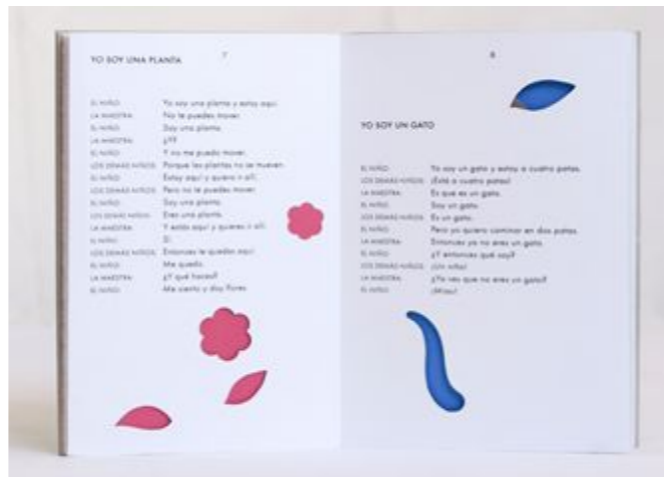 7
YO SOY UNA PLANTA
EL NIÑO: Yo soy una planta y estoy aquí.
LA MAESTRA: No te puedes mover.
EL NIÑO: Soy una planta.
LA MAESTRA: ¿Y?
EL NIÑO: Y no me puedo mover.
LOS DEMÁS NIÑOS: Porque las plantas no se mueven.
EL NIÑO: Estoy aquí y quiero ir allí.
LOS DEMÁS NIÑOS: Pero no te puedes mover.
EL NIÑO: Soy una planta.
LOS DEMÁS NIÑOS: Eres una planta.
LA MAESTRA: Y estás aquí y quieres ir allí.
EL NIÑO: Sí.
LOS DEMÁS NIÑOS: Entonces te quedas aquí.
EL NIÑO: Me quedo.
LA MAESTRA: ¿Y qué haces?
EL NIÑO: Me siento y doy flores.
8
YO SOY UN GATO
EL NIÑO: Yo soy un gato y estoy a cuatro patas.
LOS DEMÁS NIÑOS: ¡Está a cuatro patas!
LA MAESTRA: Es que es un gato.
EL NIÑO: Soy un gato.
LOS DEMÁS NIÑOS: Es un gato.
EL NIÑO: Pero yo quiero caminar en dos patas.
LA MAESTRA: Entonces ya no eres un gato.
EL NIÑO: ¿Y entonces qué soy?
LOS DEMÁS NIÑOS: ¡Un niño!
LA MAESTRA: ¿Ya ves que no eres un gato?
EL NIÑO: ¡Miau!